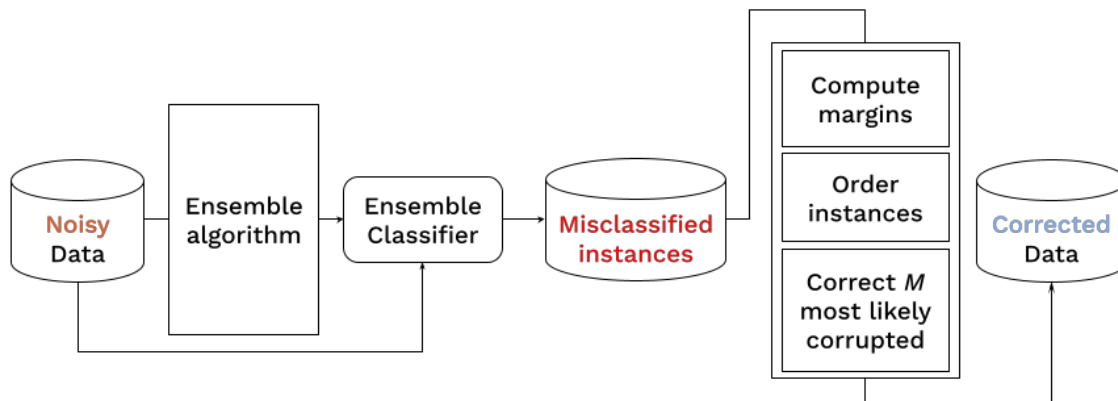 Noisy
Data
Ensemble
algorithm
Ensemble
Classifier
Misclassified
instances
Compute
margins
Order
instances
Correct M
most likely
corrupted
Corrected
Data